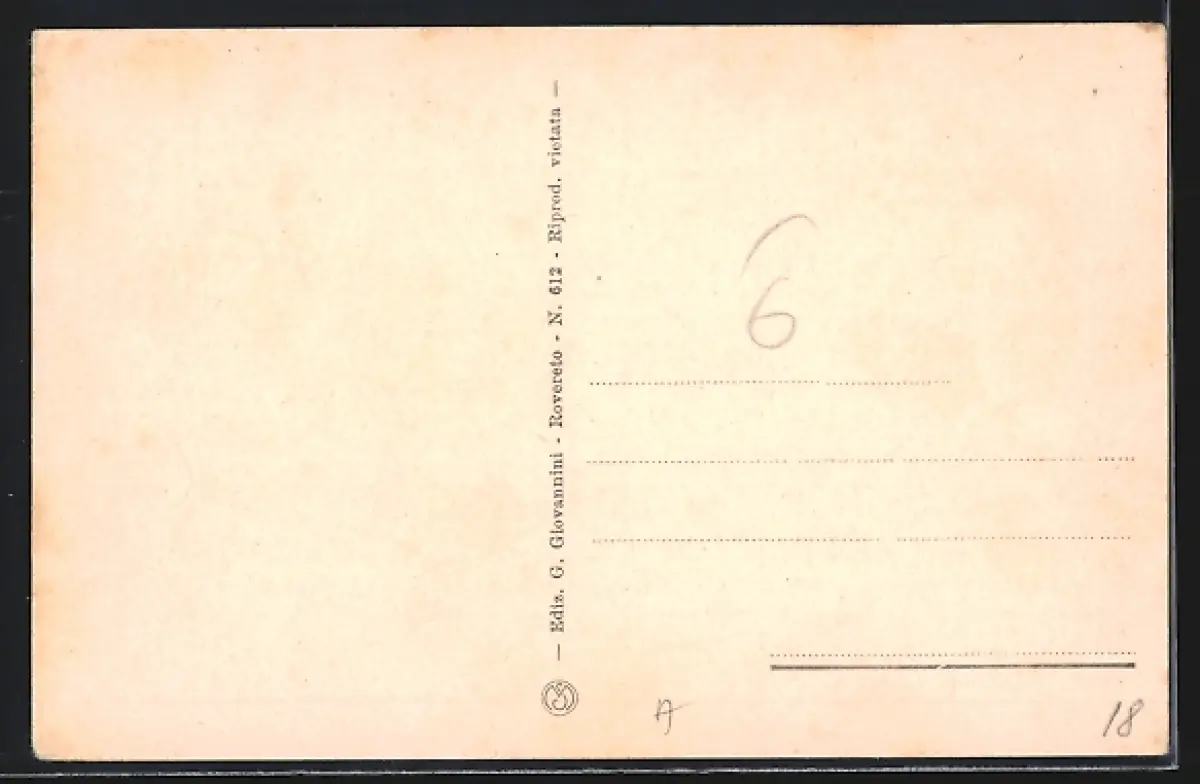 — Ediz. G. Giovannini - Rovereto - N. 612 - Riprod. vietata —
6
A
18